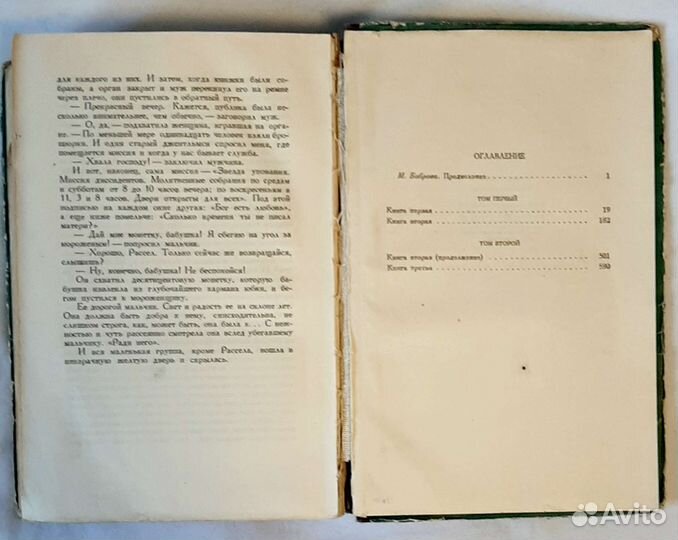 для каждого из них. И затем, когда книжки были со-
браны, а орган закрыт и муж перекинул его на ремне
через плечо, они пустились в обратный путь.
— Прекрасный вечер. Кажется, публика была не-
сколько внимательнее, чем обычно, — заговорил муж.
— О, да, — подхватила женщина, игравшая на орга-
не. — По меньшей мере одиннадцать человек взяли бро-
шюрки. И один старый джентльмен спросил меня, где
помещается миссия и когда у нас бывает служба.
— Хвала господу! — заключил мужчина.
И вот, наконец, сама миссия — «Звезда упования.
Миссия диссидентов. Молитвенные собрания по средам
и субботам от 8 до 10 часов вечера; по воскресеньям в
11, 3 и 8 часов. Двери открыты для всех». Под этой
надписью на каждом окне другая: «Бог есть любовь»,
а еще ниже помельче: «Сколько времени ты не писал
матери?»
— Дай мне монетку, бабушка! Я сбегаю на угол за
мороженым! — попросил мальчик.
— Хорошо, Рассел. Только сейчас же возвращайся,
слышишь?
— Ну, конечно, бабушка! Не беспокойся!
Он схватил десятицентовую монетку, которую ба-
бушка извлекла из глубочайшего кармана юбки, и бе-
гом пустился к мороженщику.
Ее дорогой мальчик. Свет и радость ее на склоне лет.
Она должна быть добра к нему, снисходительна, не
слишком строга, как, может быть, она была к... С неж-
ностью и чуть рассеянно смотрела она вслед убегавшему
мальчику. «Ради него».
И вся маленькая группа, кроме Рассела, вошла в
невзрачную желтую дверь и скрылась.
ОГЛАВЛЕНИЕ
М. Боброва. Предисловие 1
ТОМ ПЕРВЫЙ
Книга первая 19
Книга вторая 182
ТОМ ВТОРОЙ
Книга вторая (продолжение) 501
Книга третья 590
Avito